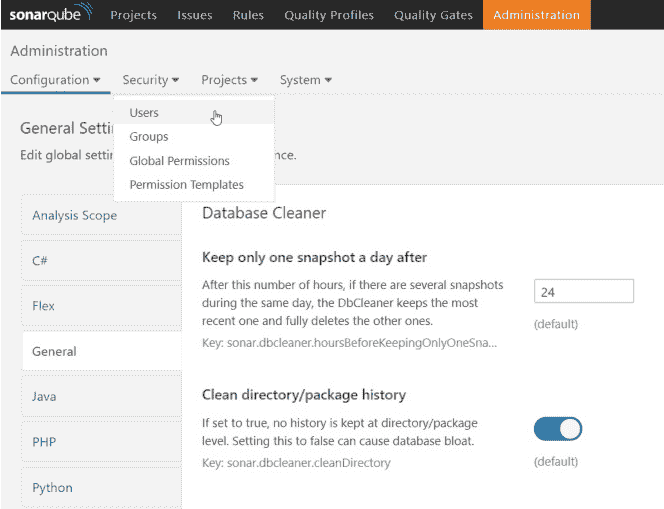 sonarqube Projects Issues Rules Quality Profiles Quality Gates Administration
Administration
Configuration Security Projects System
Users
General Settin
Groups
Edit global settin nce.
Global Permissions
Permission Templates
Analysis Scope
C#
Flex
General
Java
PHP
Python
Database Cleaner
Keep only one snapshot a day after
After this number of hours, if there are several snapshots
during the same day, the DbCleaner keeps the most
recent one and fully deletes the other ones.
Key: sonar.dbcleaner.hoursBeforeKeepingOnlyOneSna...
24
(default)
Clean directory/package history
If set to true, no history is kept at directory/package
level. Setting this to false can cause database bloat.
Key: sonar.dbcleaner.cleanDirectory
(default)